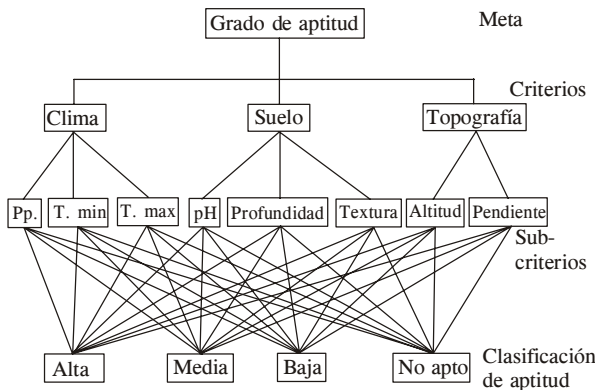 Grado de aptitud
Meta
Criterios
Clima
Suelo
Topografía
Pp.
T. min
T. max
pH
Profundidad
Textura
Altitud
Pendiente
Sub-
criterios
Alta
Media
Baja
No apto
Clasificación
de aptitud